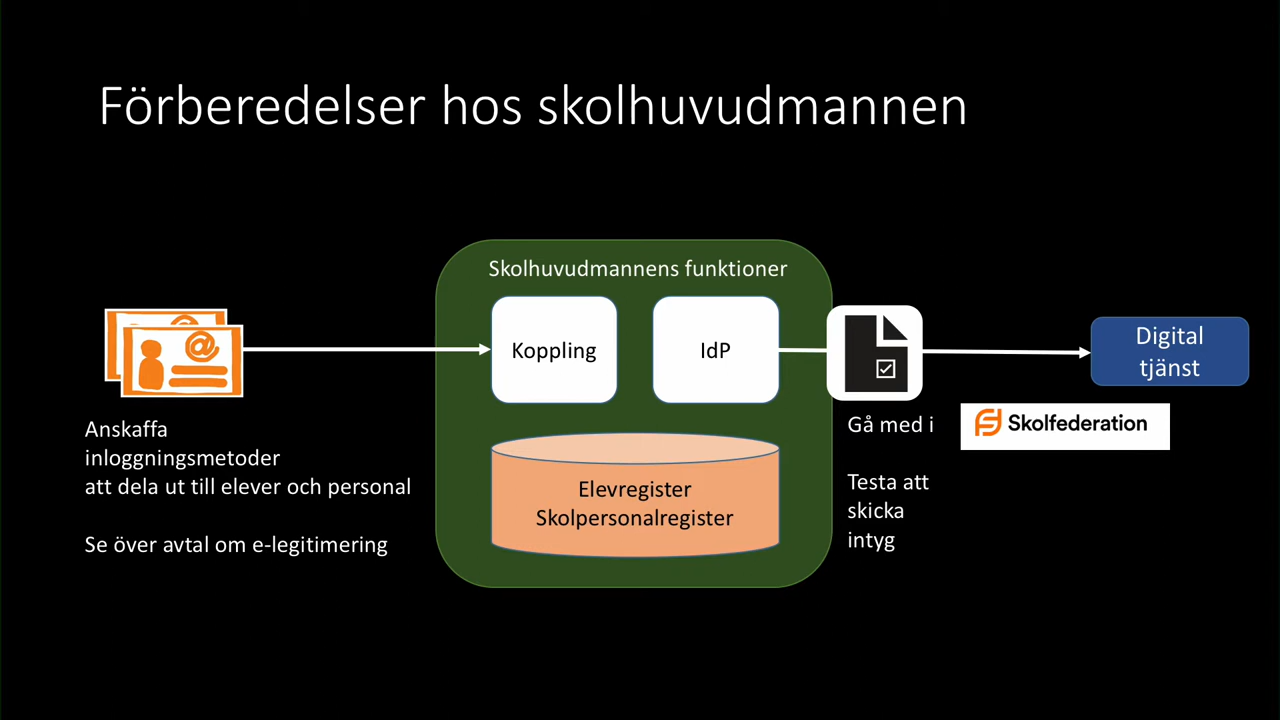 Förberedelser hos skolhuvudmannen
Skolhuvudmannens funktioner
Koppling
IdP
Digital
tjänst
Anskaffa
inloggningsmetoder
att dela ut till elever och personal
Se över avtal om e-legitimering
Elevregister
Skolpersonalregister
Gå med i
Skolfederation
Testa att
skicka
intyg